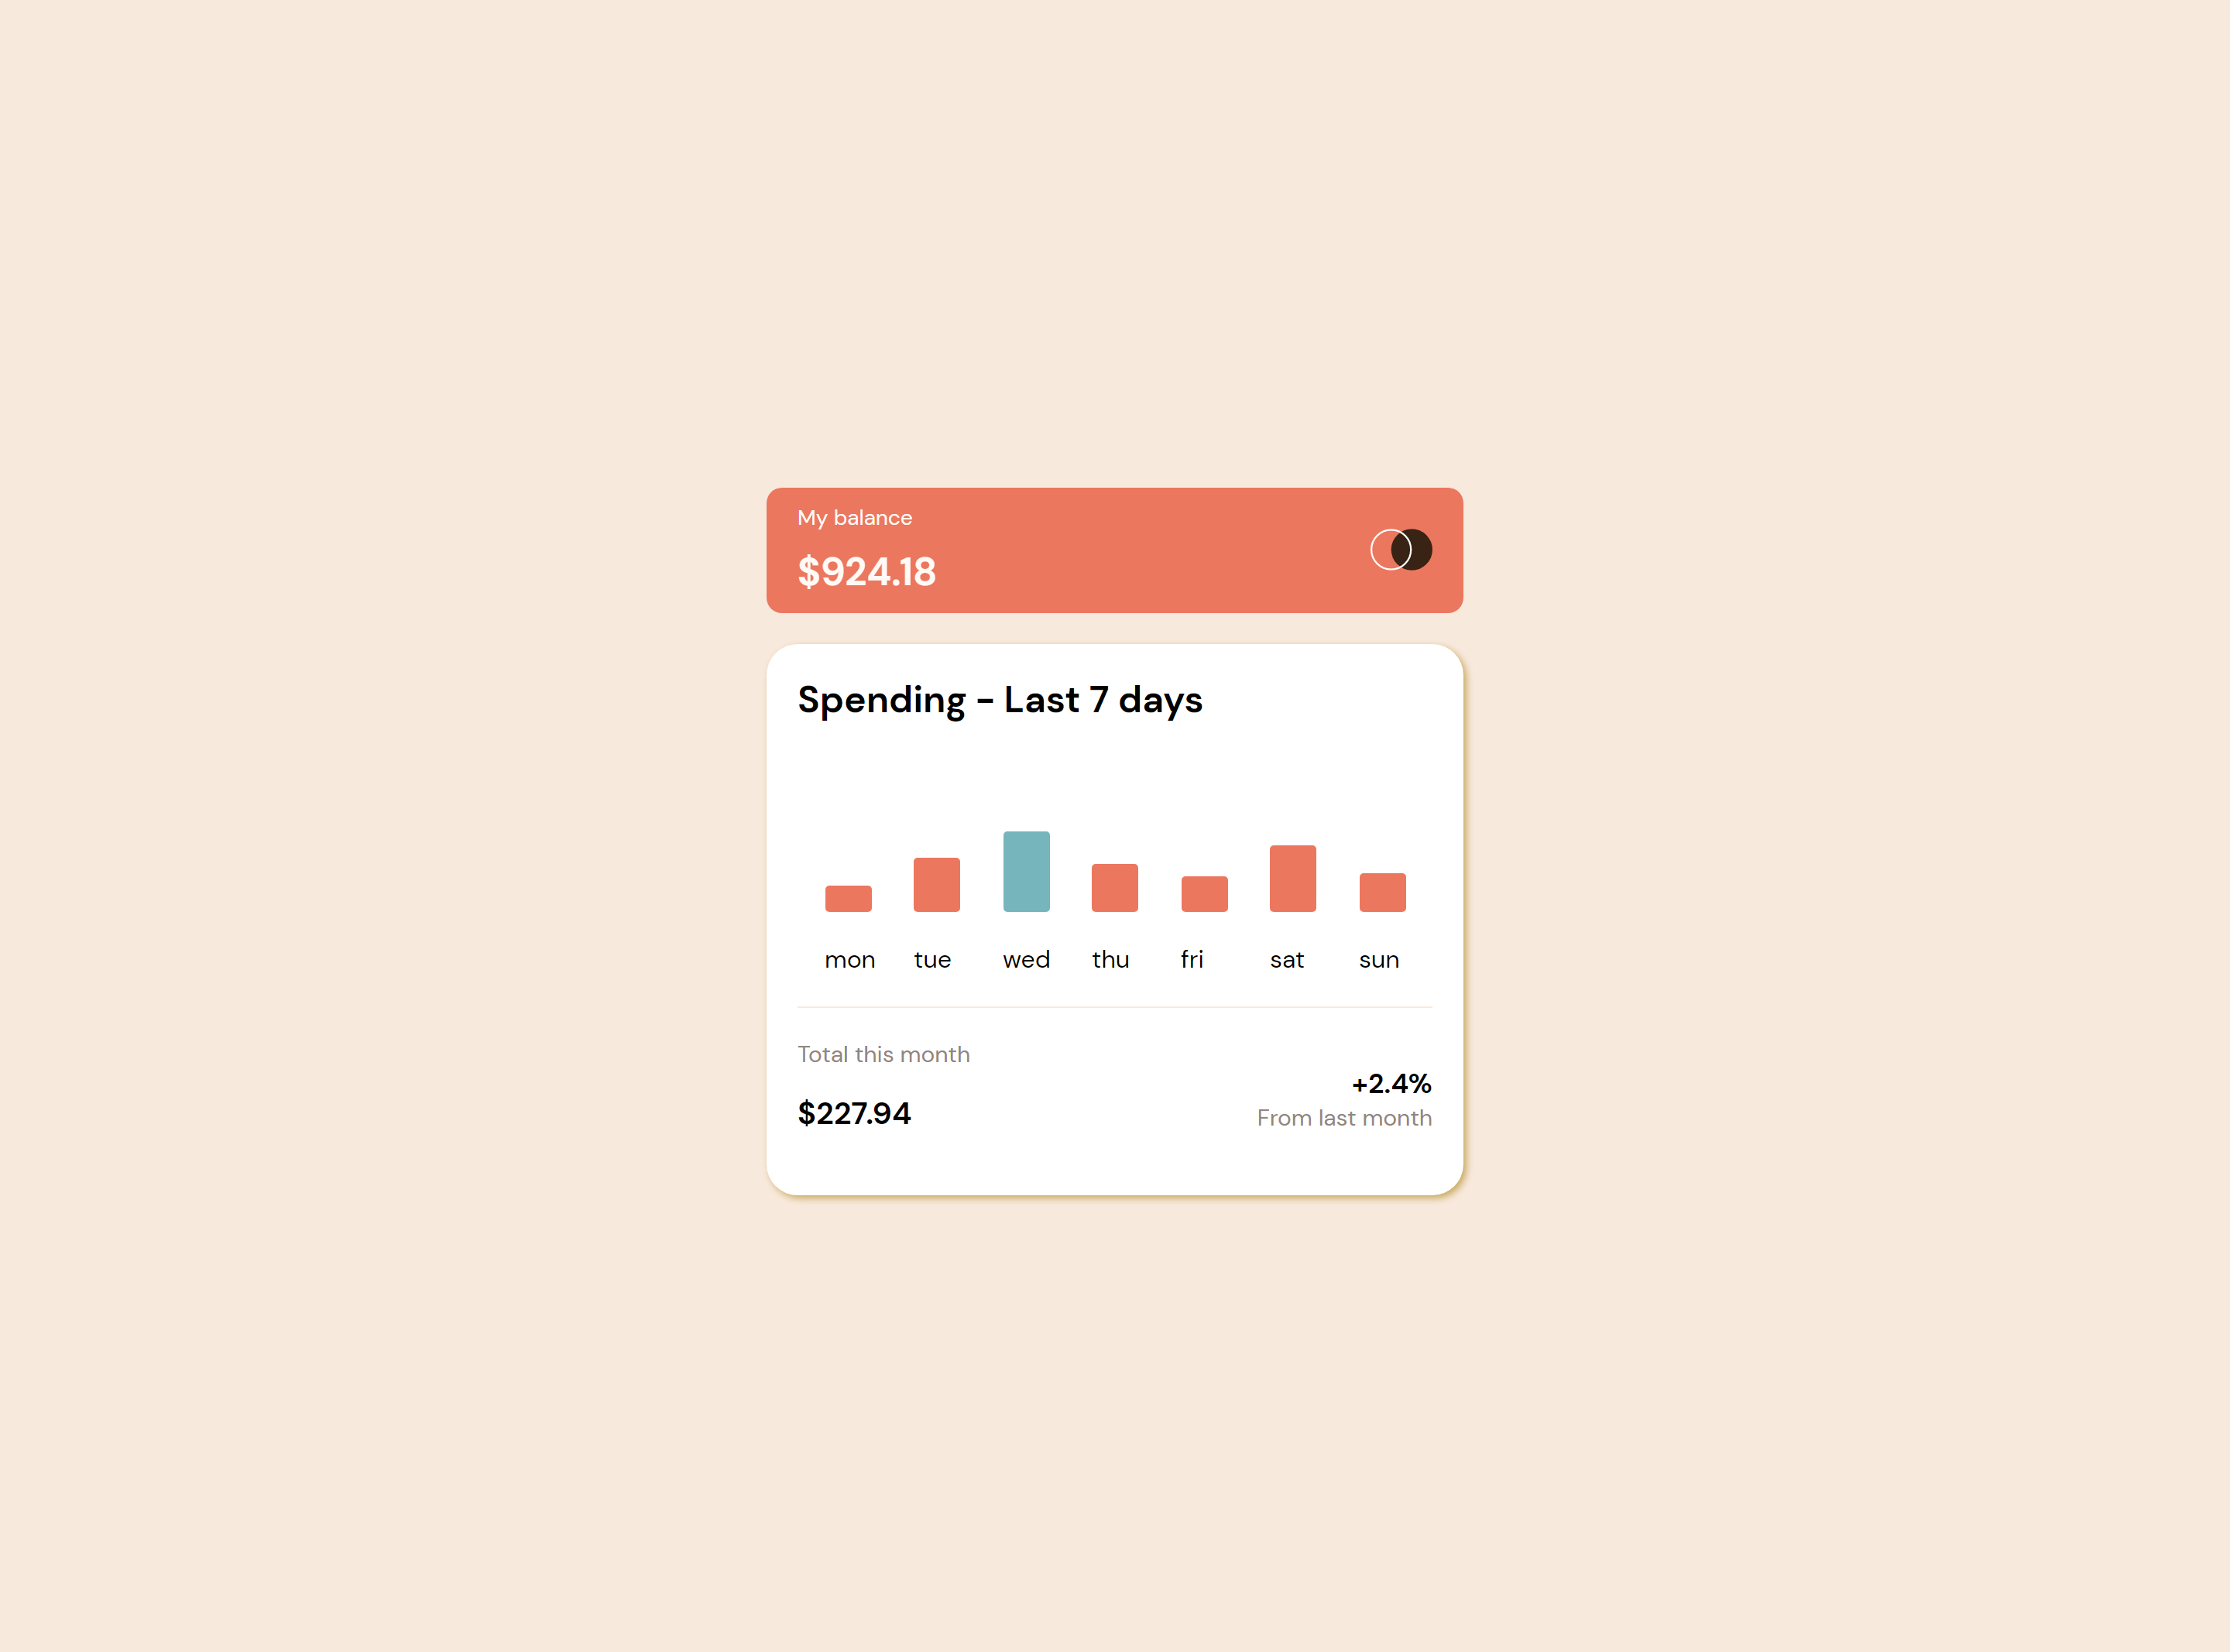 My balance
$924.18
Spending - Last 7 days
mon tue wed thu fri sat sun
Total this month
$227.94
+2.4%
From last month